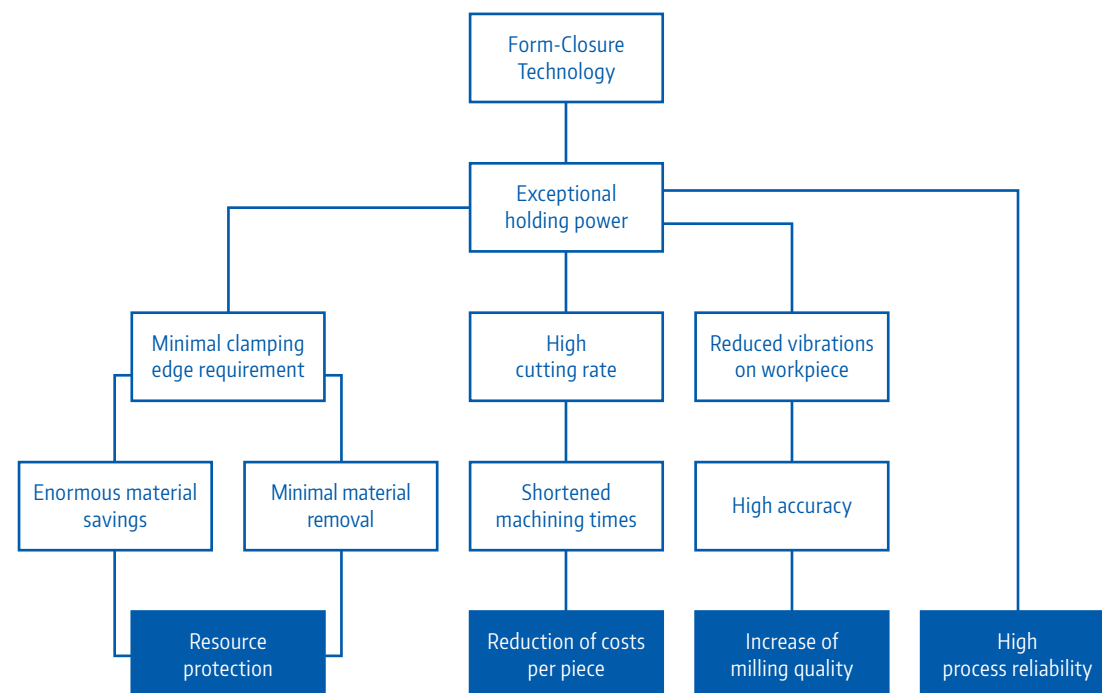 Form-Closure
Technology
Exceptional
holding power
Minimal clamping
edge requirement
High
cutting rate
Reduced vibrations
on workpiece
Enormous material
savings
Minimal material
removal
Shortened
machining times
High accuracy
Resource
protection
Reduction of costs
per piece
Increase of
milling quality
High
process reliability